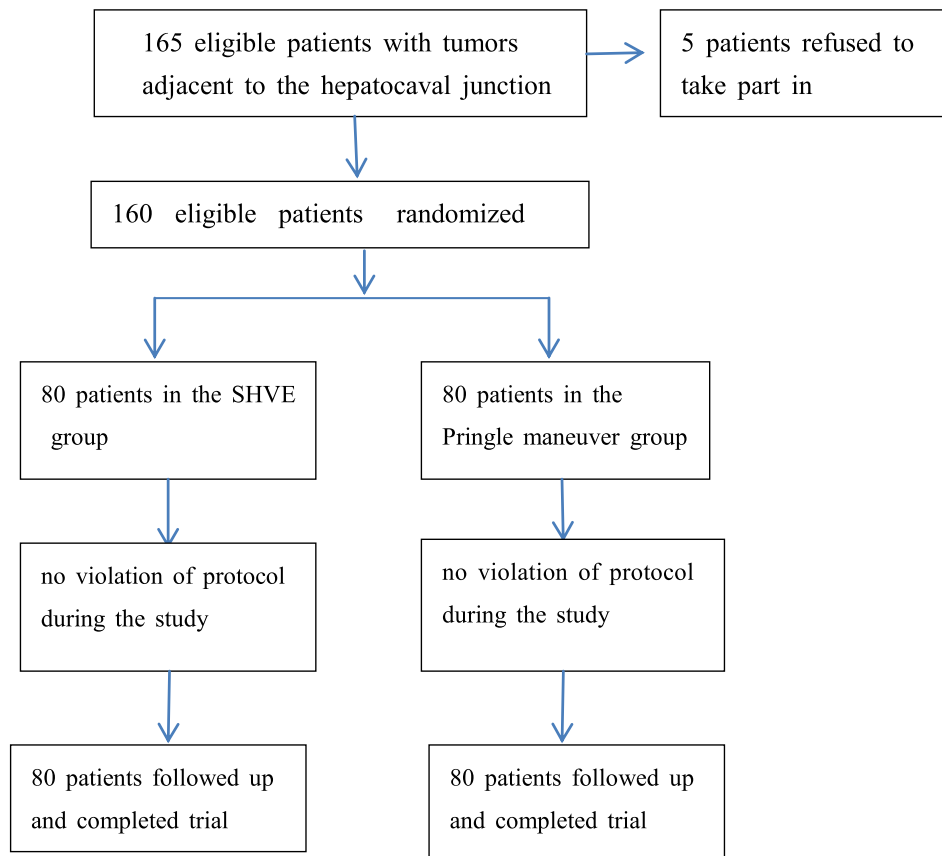 165 eligible patients with tumors
adjacent to the hepatocaval junction
5 patients refused to
take part in
160 eligible patients randomized
80 patients in the SHVE
group
80 patients in the
Pringle maneuver group
no violation of protocol
during the study
no violation of protocol
during the study
80 patients followed up
and completed trial
80 patients followed up
and completed trial